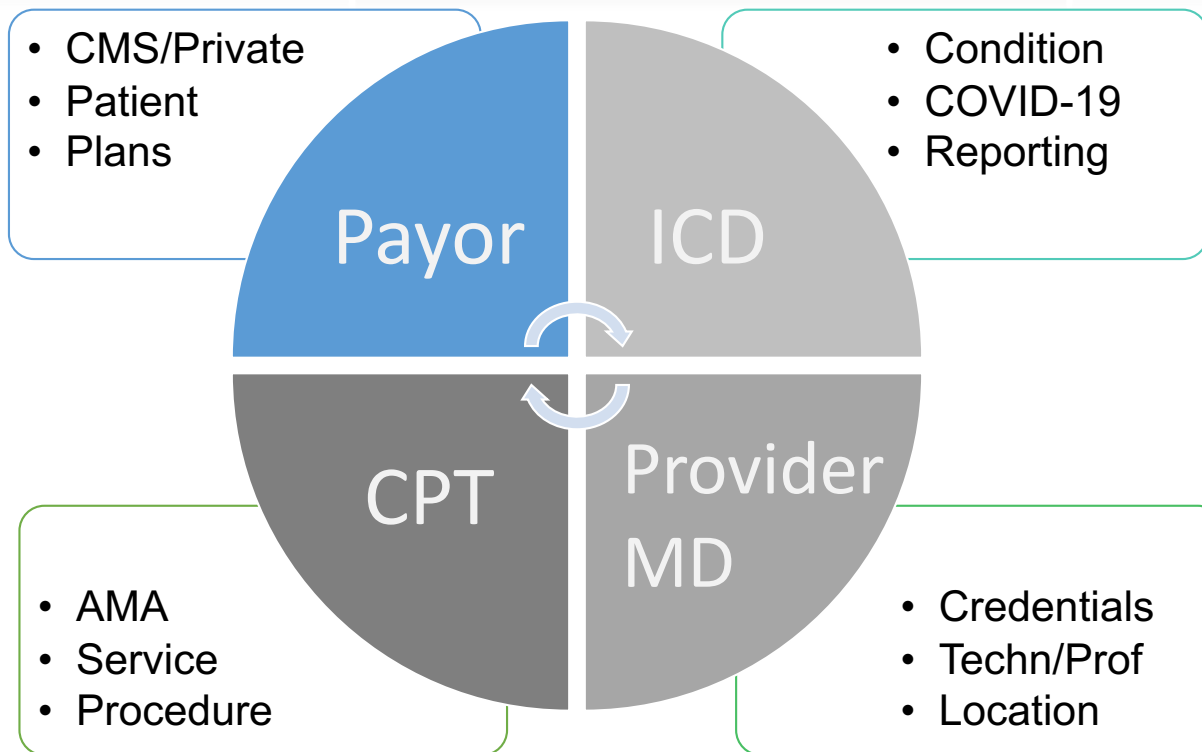 • CMS/Private
• Patient
• Plans
Payor
ICD
• Condition
• COVID-19
• Reporting
CPT
Provider
MD
• AMA
• Service
• Procedure
• Credentials
• Techn/Prof
• Location